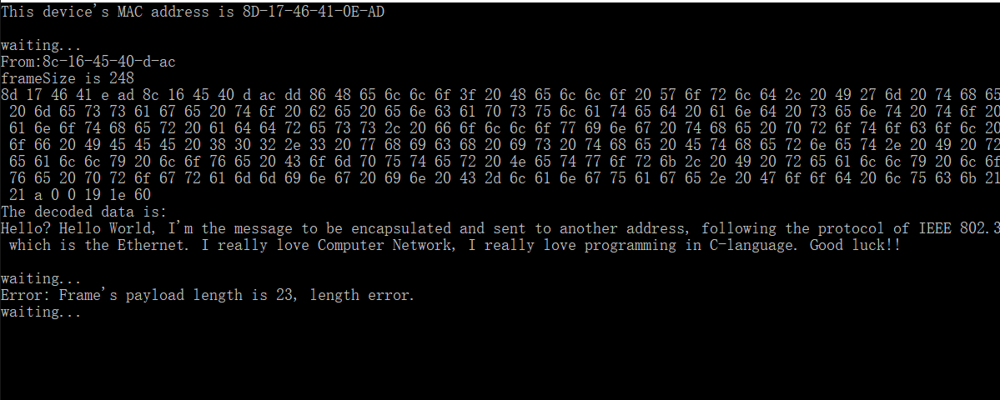 This device's MAC address is 8D-17-46-41-0E-AD
waiting...
From:8c-16-45-40-d-ac
frameSize is 248
8d 17 46 41 e ad 8c 16 45 40 d ac dd 86 48 65 6c 6c 6f 3f 20 48 65 6c 6c 6f 20 57 6f 72 6c 64 2c 20 49 27 6d 20 74 68 65
20 6d 65 73 73 61 67 65 20 74 6f 20 62 65 20 65 6e 63 61 70 73 75 6c 61 74 65 64 20 61 6e 64 20 73 65 6e 74 20 74 6f 20
61 6e 6f 74 68 65 72 20 61 64 64 72 65 73 73 2c 20 66 6f 6c 6c 6f 77 69 6e 67 20 74 68 65 20 70 72 6f 74 6f 63 6f 6c 20
6f 66 20 49 45 45 45 20 38 30 32 2e 33 20 77 68 69 63 68 20 69 73 20 74 68 65 20 45 74 68 65 72 6e 65 74 2e 20 49 20 72
65 61 6c 6c 79 20 6c 6f 76 65 20 43 6f 6d 70 75 74 65 72 20 4e 65 74 77 6f 72 6b 2c 20 49 20 72 65 61 6c 6c 79 20 6c 6f
76 65 20 70 72 6f 67 72 61 6d 6d 69 6e 67 20 69 6e 20 43 2d 6c 61 6e 67 75 61 67 65 2e 20 47 6f 6f 64 20 6c 75 63 6b 21
21 a 0 0 19 1e 60
The decoded data is:
Hello? Hello World, I'm the message to be encapsulated and sent to another address, following the protocol of IEEE 802.3
which is the Ethernet. I really love Computer Network, I really love programming in C-language. Good luck!!
waiting...
Error: Frame's payload length is 23, length error.
waiting...